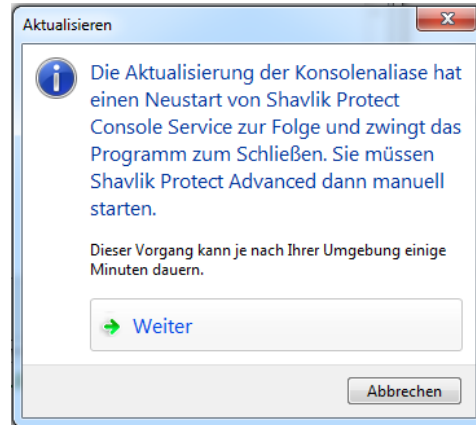 Aktualisieren
Die Aktualisierung der Konsolenaliase hat
einen Neustart von Shavlik Protect
Console Service zur Folge und zwingt das
Programm zum Schließen. Sie müssen
Shavlik Protect Advanced dann manuell
starten.
Dieser Vorgang kann je nach Ihrer Umgebung einige
Minuten dauern.
Weiter
Abbrechen